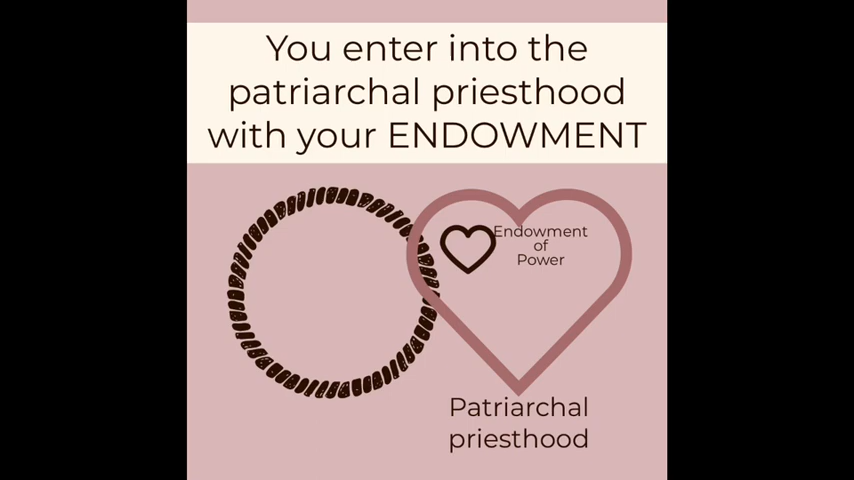 You enter into the
patriarchal priesthood
with your ENDOWMENT
Endowment
of
Power
Patriarchal
priesthood